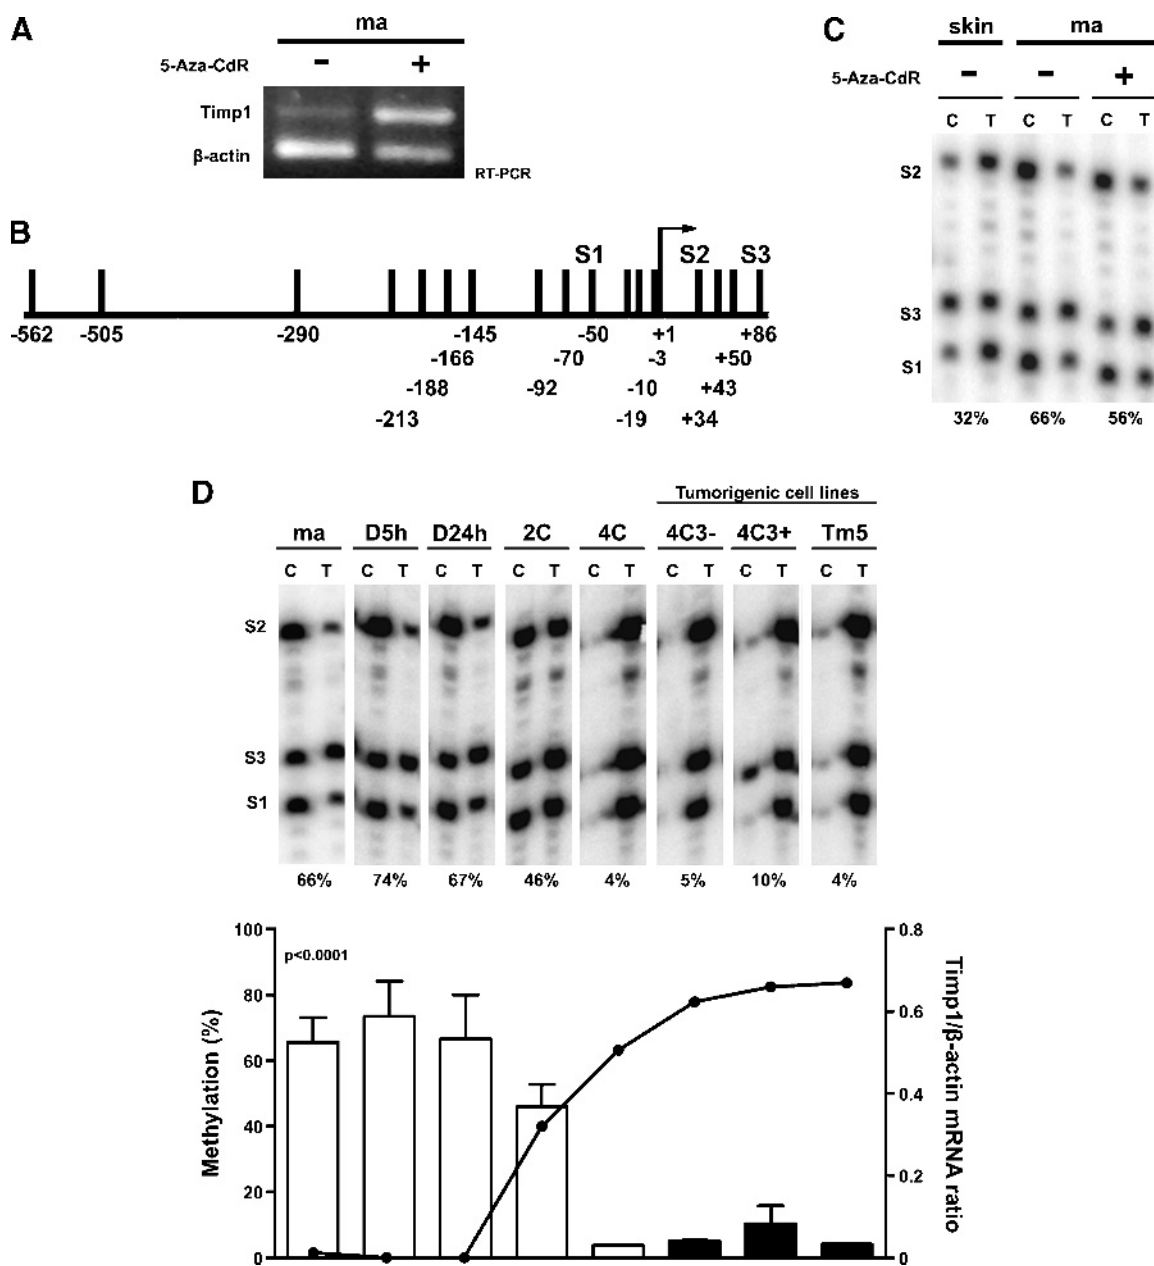 A
ma
5-Aza-CdR - +
Timp1
β-actin
RT-PCR
B
S1 S2 S3
-562 -505 -290 -145 -50 +1 +86
-166 -70 -3 +50
-188 -92 -10 +43
-213 -19 +34
C
skin ma
5-Aza-CdR - - +
C T C T C T
S2
S3
S1
32% 66% 56%
D
Tumorigenic cell lines
ma D5h D24h 2C 4C 4C3- 4C3+ Tm5
C T C T C T C T C T C T C T C T
S2
S3
S1
66% 74% 67% 46% 4% 5% 10% 4%
p<0.0001
Methylation (%)
100
80
60
40
20
0
0.8
0.6
0.4
0.2
0
Timp1/β-actin mRNA ratio